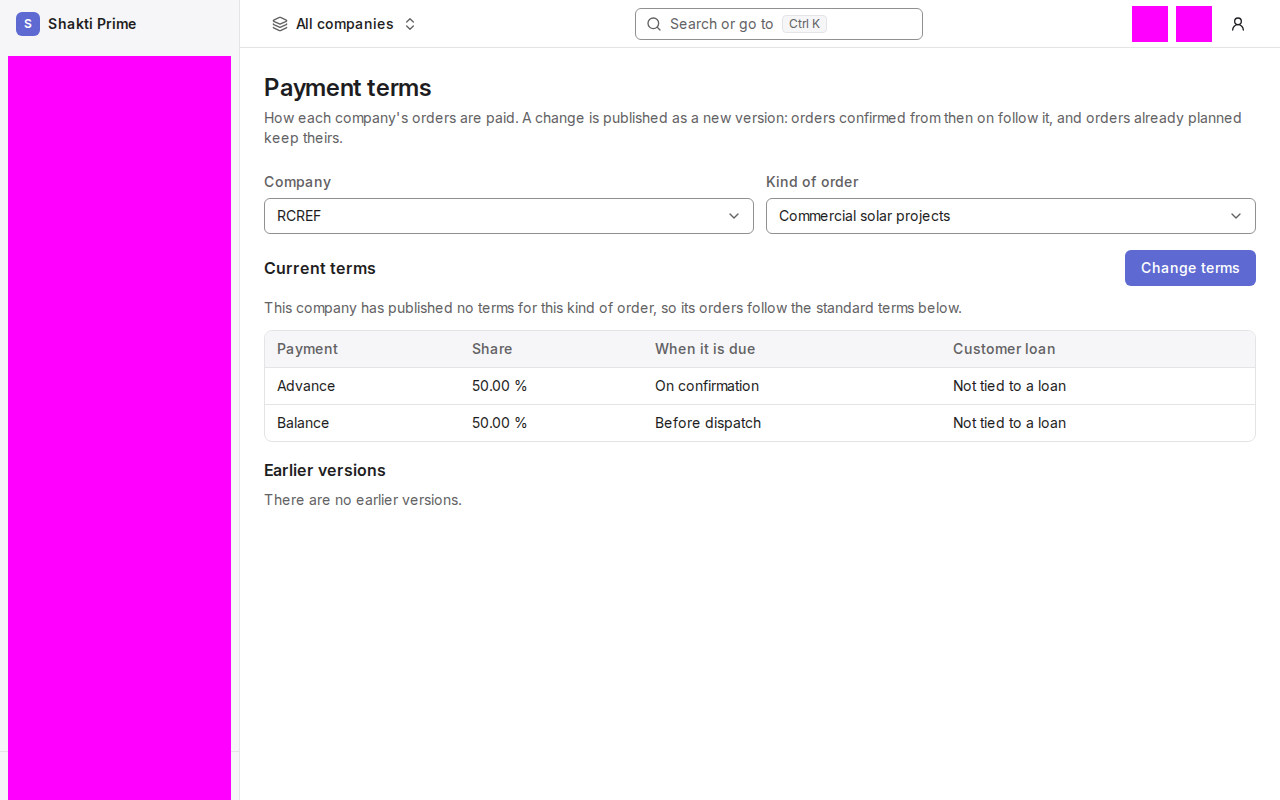 S Shakti Prime
All companies
Search or go to Ctrl K
Payment terms
How each company's orders are paid. A change is published as a new version: orders confirmed from then on follow it, and orders already planned
keep theirs.
Company Kind of order
RCREF Commercial solar projects
Current terms Change terms
This company has published no terms for this kind of order, so its orders follow the standard terms below.
Payment Share When it is due Customer loan
Advance 50.00 % On confirmation Not tied to a loan
Balance 50.00 % Before dispatch Not tied to a loan
Earlier versions
There are no earlier versions.